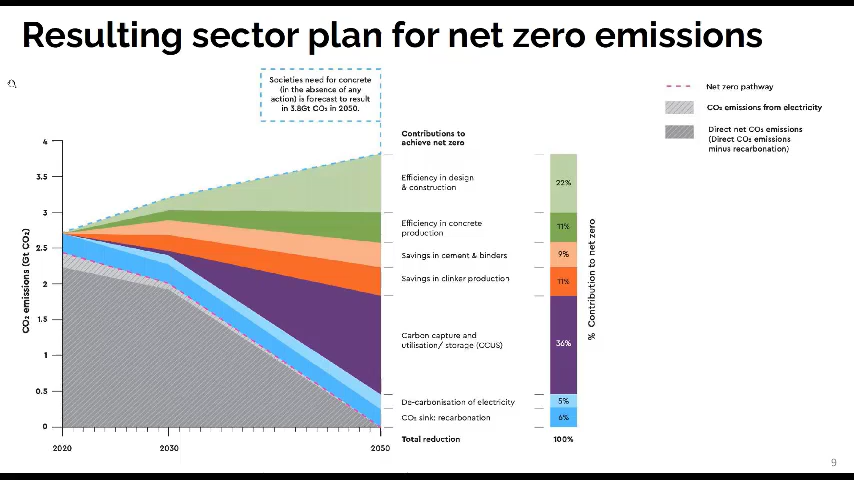 Resulting sector plan for net zero emissions
Societies need for concrete
(in the absence of any
action) is forecast to result
in 3.8Gt CO₂ in 2050.
Net zero pathway
CO₂ emissions from electricity
Direct net CO₂ emissions
(Direct CO₂ emissions
minus recarbonation)
Contributions to
achieve net zero
CO₂ emissions (Gt CO₂)
4
3.5
3
2.5
2
1.5
1
0.5
0
2020
2030
2050
Efficiency in design
& construction
22%
Efficiency in concrete
production
11%
Savings in cement & binders
9%
Savings in clinker production
11%
Carbon capture and
utilisation/ storage (CCUS)
36%
De-carbonisation of electricity
5%
CO₂ sink: recarbonation
6%
Total reduction
100%
% Contribution to net zero
9